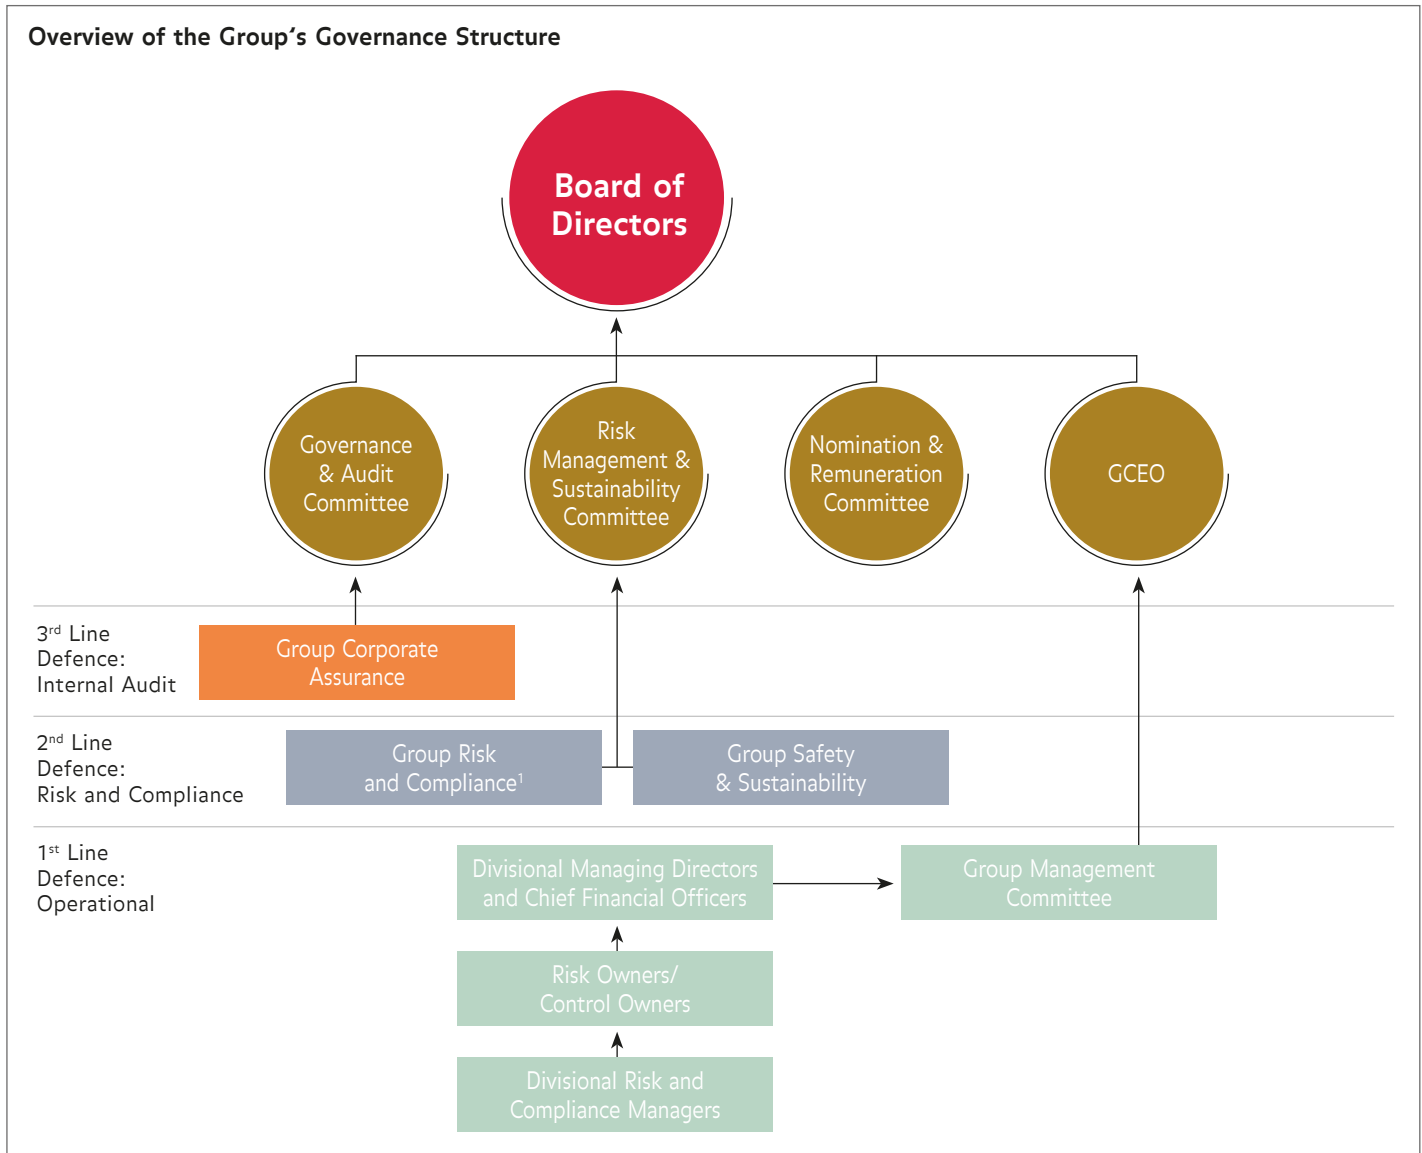 Overview of the Group‘s Governance Structure
Board of
Directors
Governance
& Audit
Committee
Risk
Management &
Sustainability
Committee
Nomination &
Remuneration
Committee
GCEO
3rd Line
Defence:
Internal Audit
Group Corporate
Assurance
2nd Line
Defence:
Risk and Compliance
Group Risk
and Compliance1
Group Safety
& Sustainability
1st Line
Defence:
Operational
Divisional Managing Directors
and Chief Financial Officers
Group Management
Committee
Risk Owners/
Control Owners
Divisional Risk and
Compliance Managers